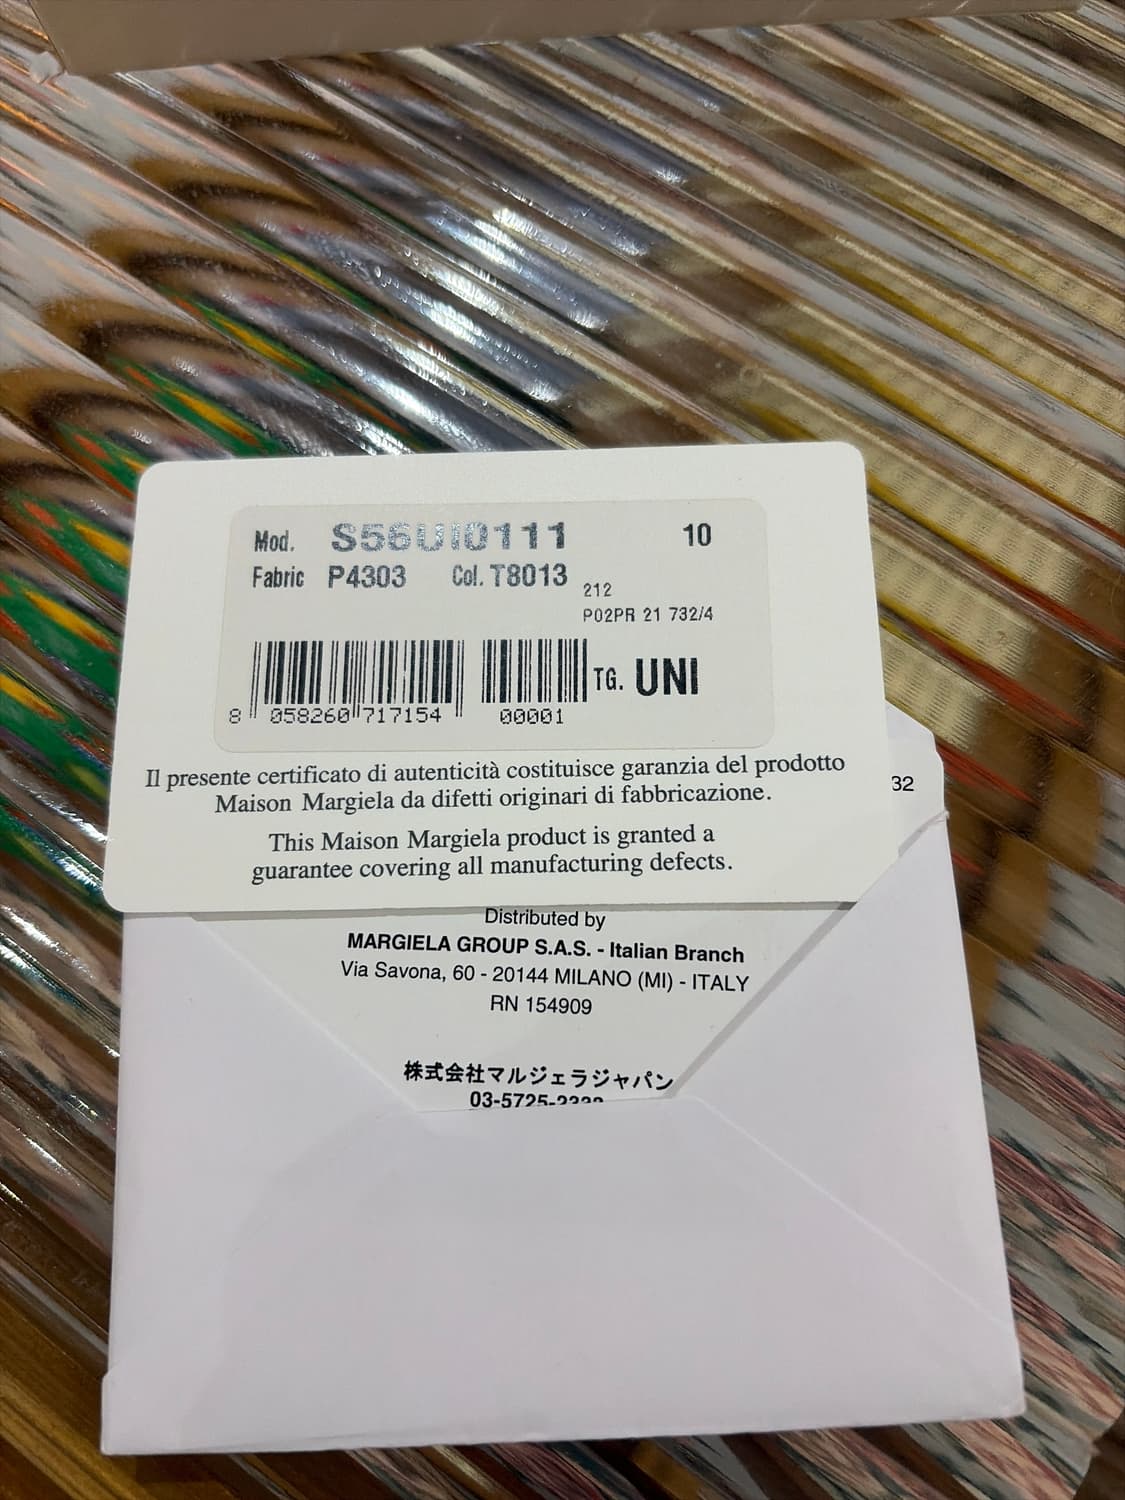 Mod. S56UI0111 10
Fabric P4303 Col. T8013
212
P02PR 21 732/4
TG. UNI
8 058260 717154 00001
Il presente certificato di autenticità costituisce garanzia del prodotto
Maison Margiela da difetti originari di fabbricazione.
This Maison Margiela product is granted a
guarantee covering all manufacturing defects.
32
Distributed by
MARGIELA GROUP S.A.S. - Italian Branch
Via Savona, 60 - 20144 MILANO (MI) - ITALY
RN 154909
株式会社マルジェラジャパン
03-5725-